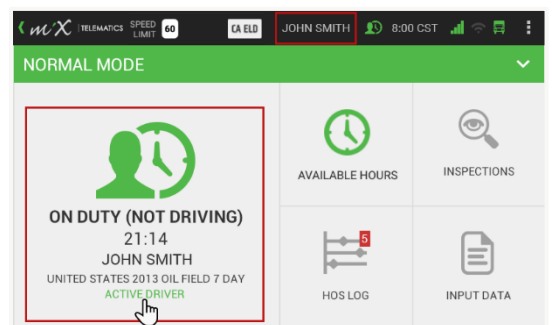 MiX TELEMATICS SPEED LIMIT 60 CA ELD JOHN SMITH 8:00 CST
NORMAL MODE
ON DUTY (NOT DRIVING)
21:14
JOHN SMITH
UNITED STATES 2013 OIL FIELD 7 DAY
ACTIVE DRIVER
AVAILABLE HOURS
INSPECTIONS
5
HOS LOG
INPUT DATA